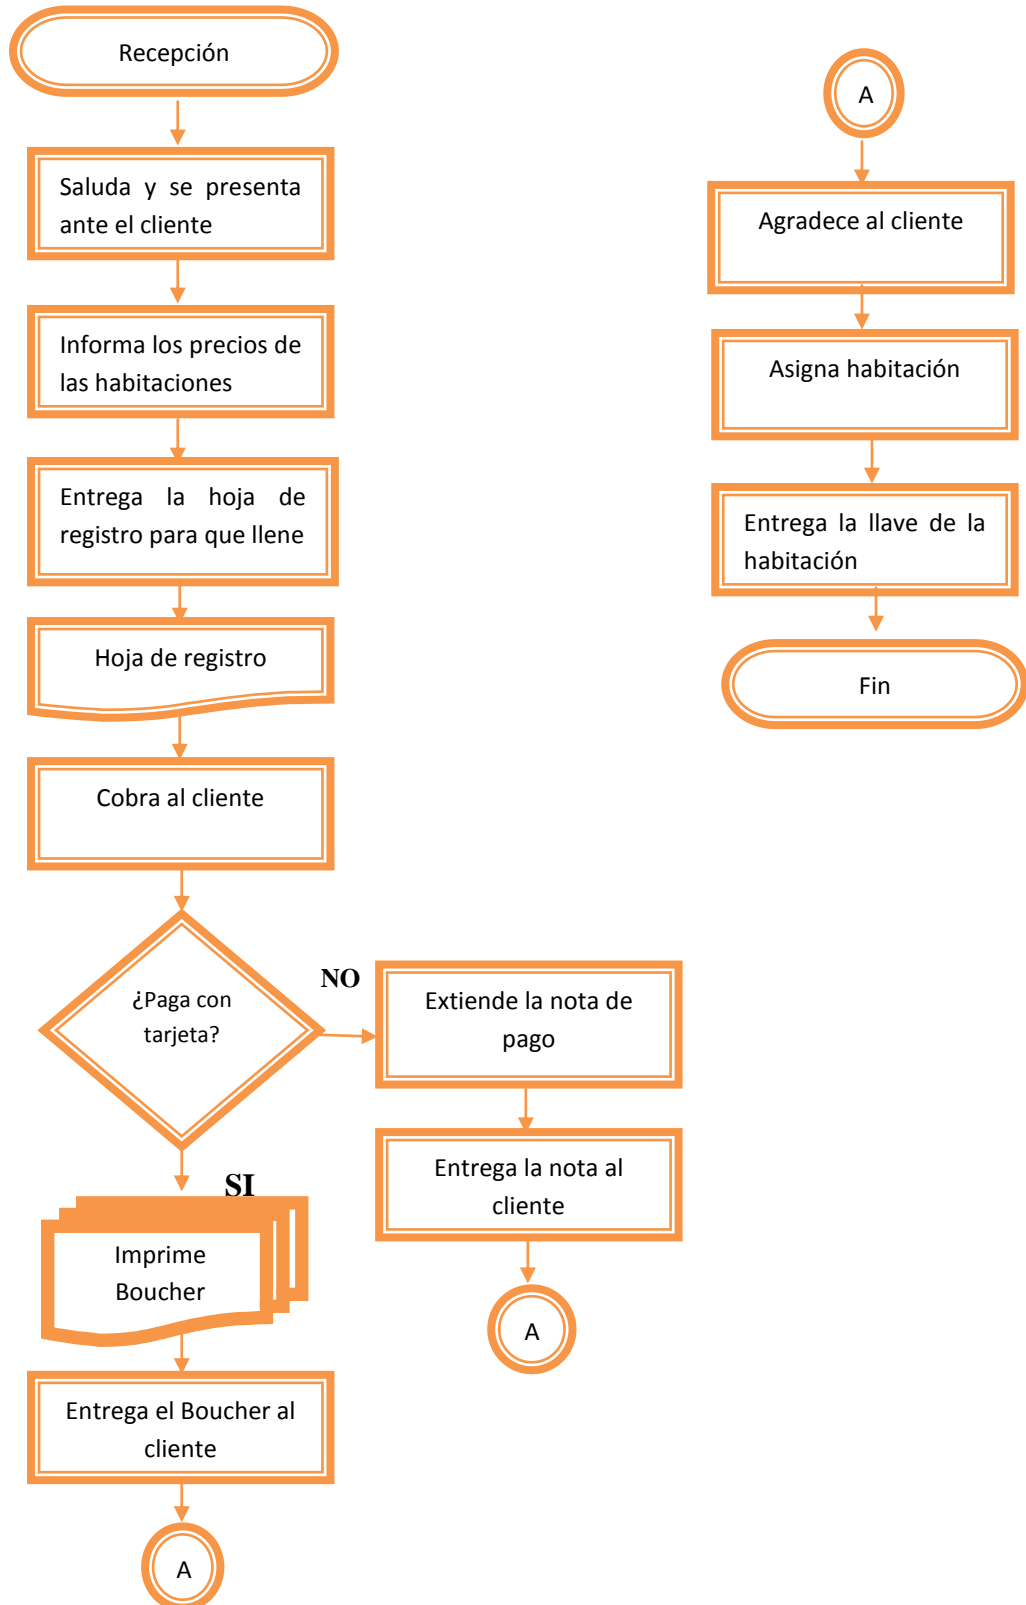 Recepción
Saluda y se presenta
ante el cliente
Informa los precios de
las habitaciones
Entrega la hoja de
registro para que llene
Hoja de registro
Cobra al cliente
¿Paga con
tarjeta?
NO
Extiende la nota de
pago
Entrega la nota al
cliente
A
SI
Imprime
Boucher
Entrega el Boucher al
cliente
A
A
Agradece al cliente
Asigna habitación
Entrega la llave de la
habitación
Fin